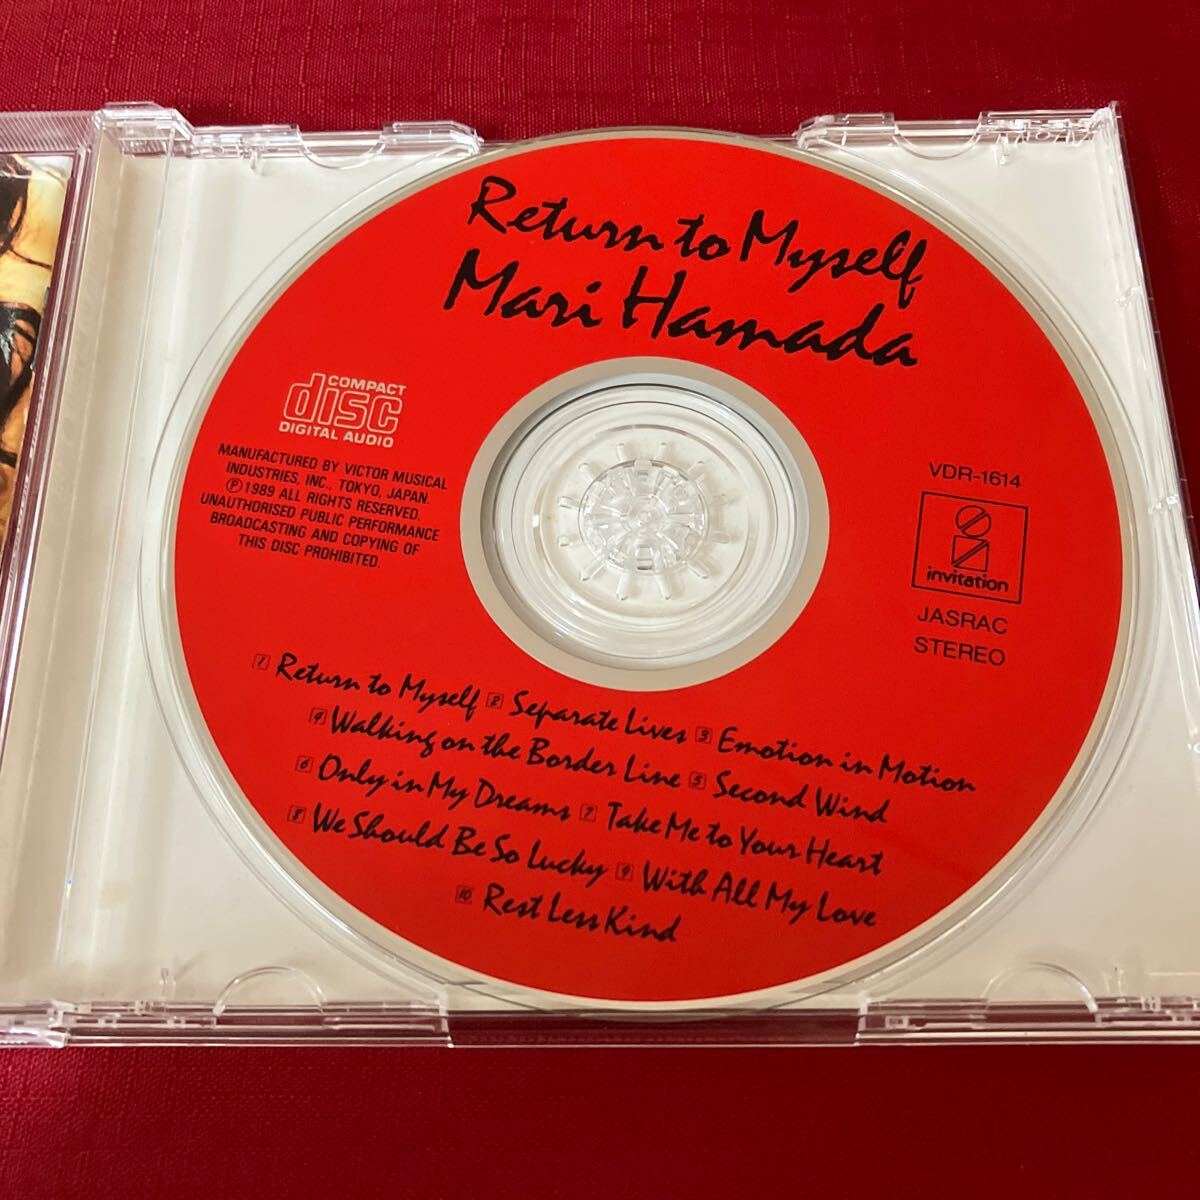 Return to Myself
Mari Hamada
COMPACT
disc
DIGITAL AUDIO
MANUFACTURED BY VICTOR MUSICAL
INDUSTRIES, INC., TOKYO, JAPAN.
℗1989 ALL RIGHTS RESERVED.
UNAUTHORISED PUBLIC PERFORMANCE
BROADCASTING AND COPYING OF
THIS DISC PROHIBITED.
VDR-1614
invitation
JASRAC
STEREO
1 Return to Myself 2 Separate Lives 3 Emotion in Motion
4 Walking on the Border Line 5 Second Wind
6 Only in My Dreams 7 Take Me to Your Heart
8 We Should Be So Lucky 9 With All My Love
10 Rest Less Kind